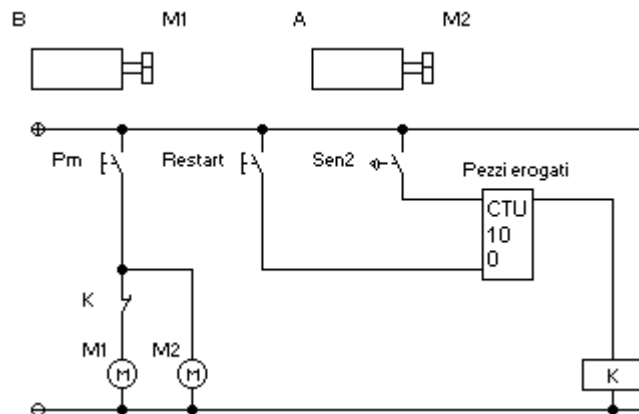 B M1 A M2
Pm Restart Sen2 Pezzi erogati
CTU
10
0
K
M1 M2
M M K